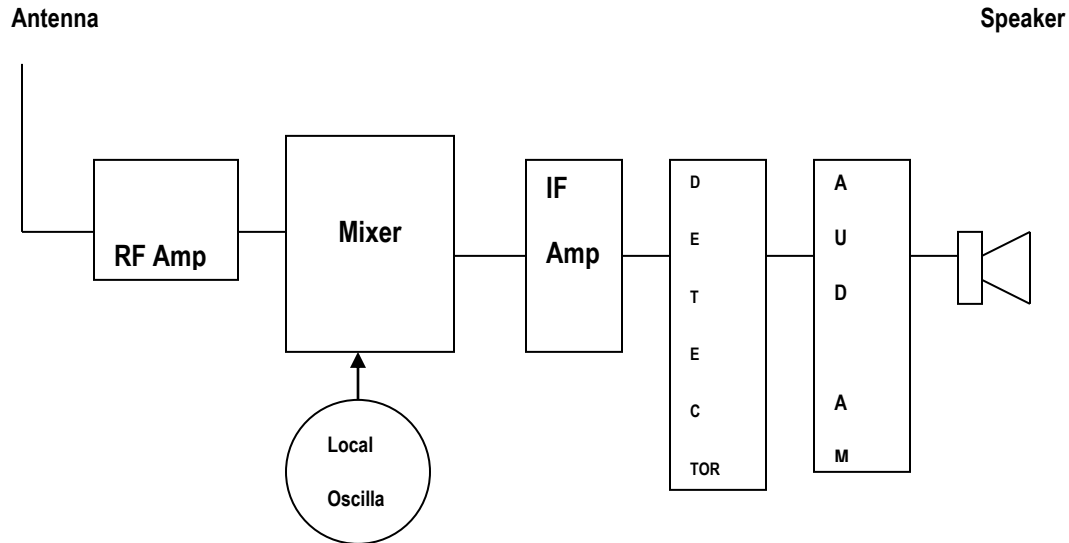 Antenna
Speaker
RF Amp
Mixer
Local
Oscilla
IF
Amp
D
E
T
E
C
TOR
A
U
D
A
M